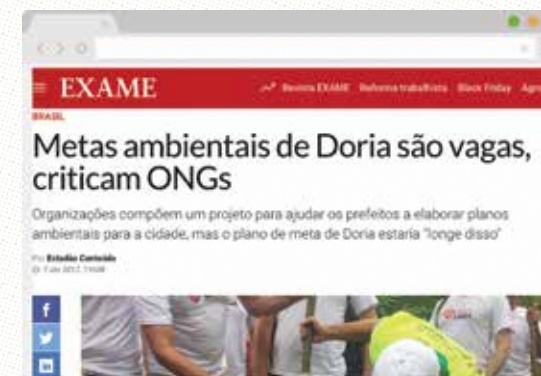 EXAME
Revista EXAME Reforma trabalhista Black Friday
BRASIL
Metas ambientais de Doria são vagas,
criticam ONGs
Organizações compõem um projeto para ajudar os prefeitos a elaborar planos
ambientais para a cidade, mas o plano de meta de Doria estaria "longe disso"
Por Estadão Conteúdo
f
in